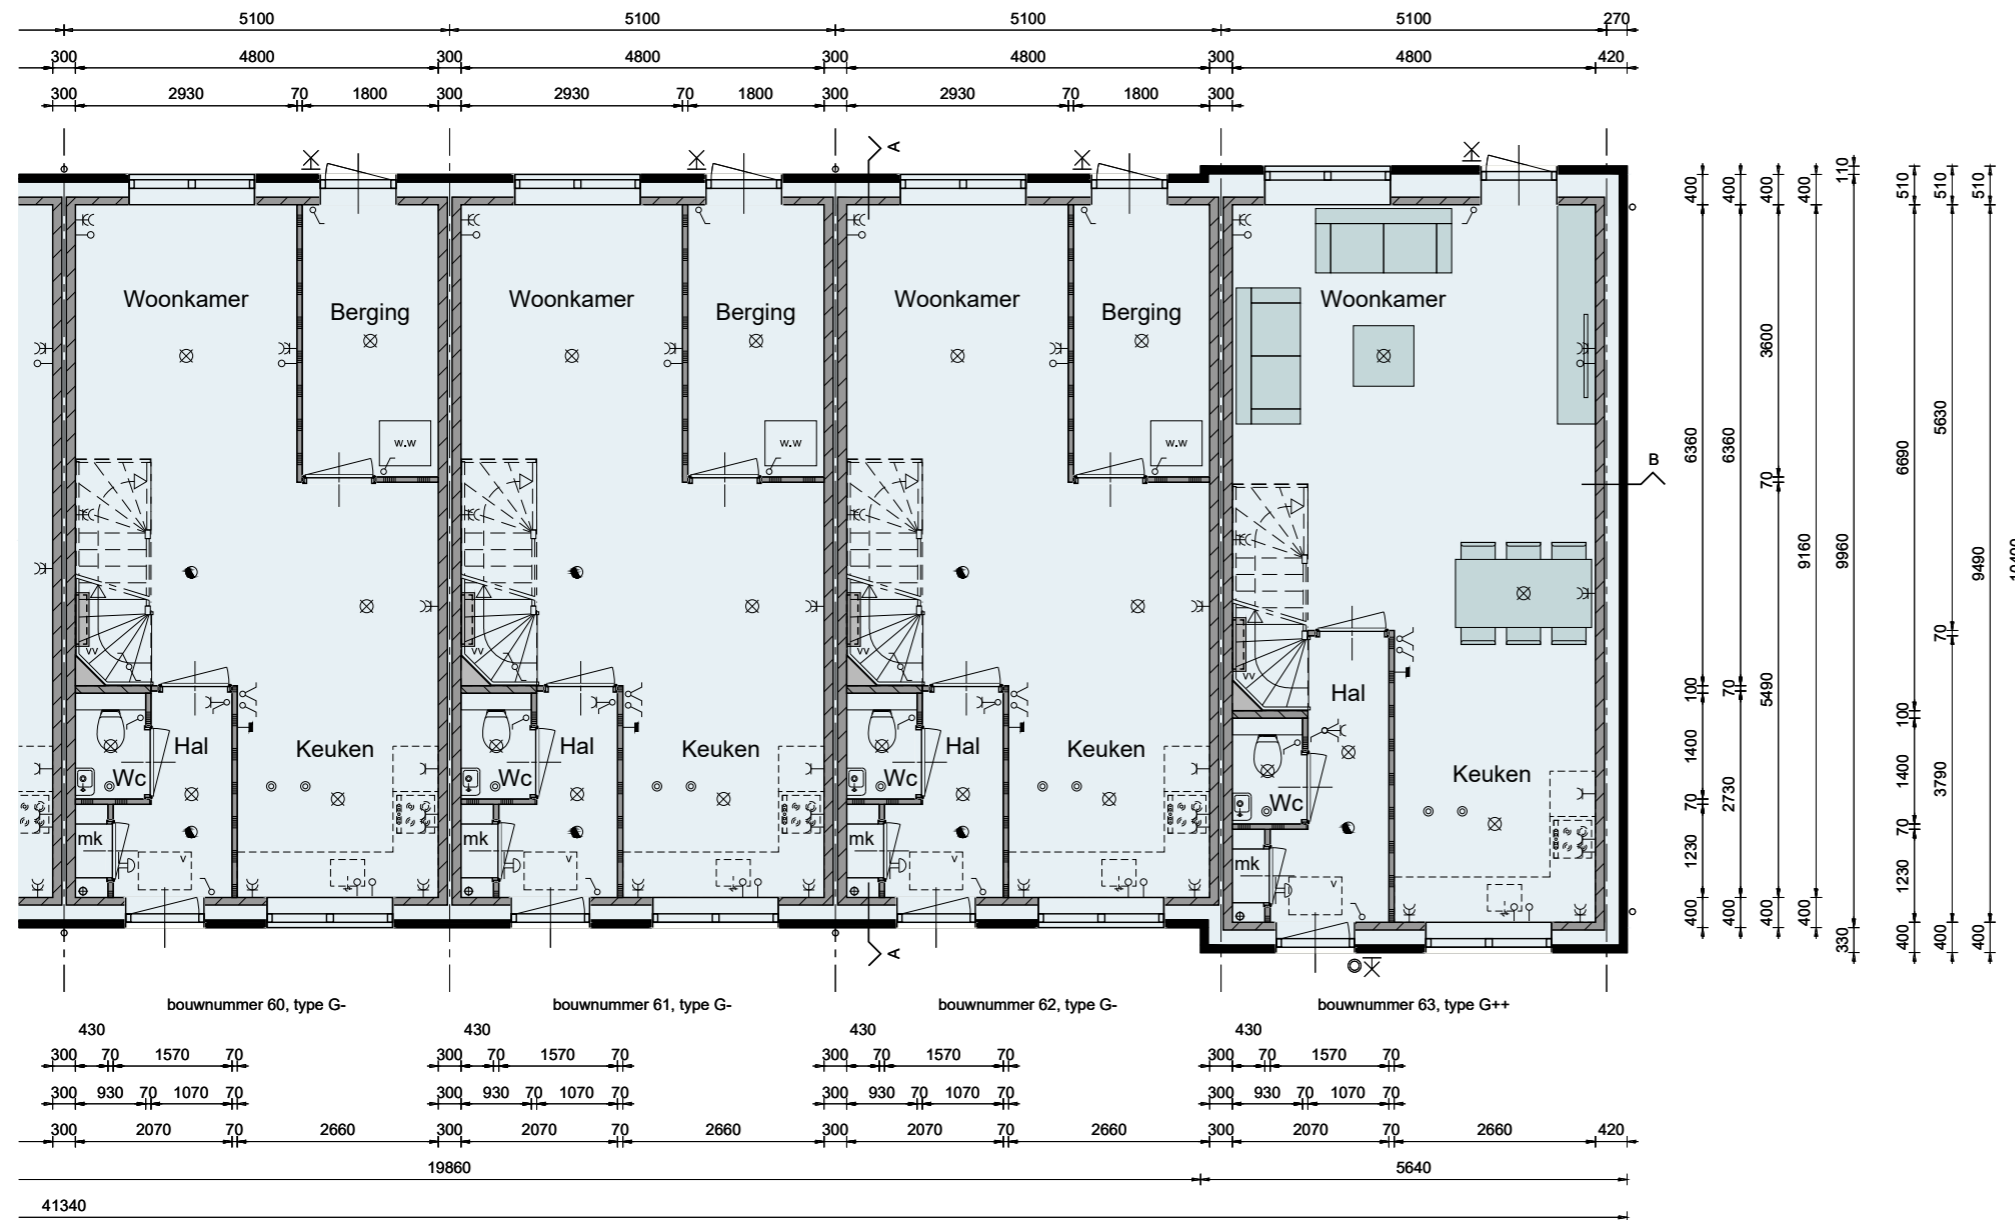 5100 5100 5100 5100 270
300 4800 300 4800 300 4800 300 4800 420
300 2930 70 1800 300 2930 70 1800 300 2930 70 1800 300
A
400 400 400 400 110 510 510 510
Woonkamer Berging Woonkamer Berging Woonkamer Berging Woonkamer
w.w w.w w.w
B
6360 6360 3600 70 5490 9160 9960 6690 5630 70 9490
vv vv vv vv
Hal Hal Hal Hal
Keuken Keuken Keuken Keuken
Wc Wc Wc Wc
mk mk mk mk
v v v v
100 1400 70 1230 70 2730 100 1400 70 1230 3790
400 400 400 400 330 400 400 400
A
bouwnummer 60, type G- bouwnummer 61, type G- bouwnummer 62, type G- bouwnummer 63, type G++
430 430 430 430
300 70 1570 70 300 70 1570 70 300 70 1570 70 300 70 1570 70
300 930 70 1070 70 300 930 70 1070 70 300 930 70 1070 70 300 930 70 1070 70
300 2070 70 2660 300 2070 70 2660 300 2070 70 2660 300 2070 70 2660 420
19860 5640
41340